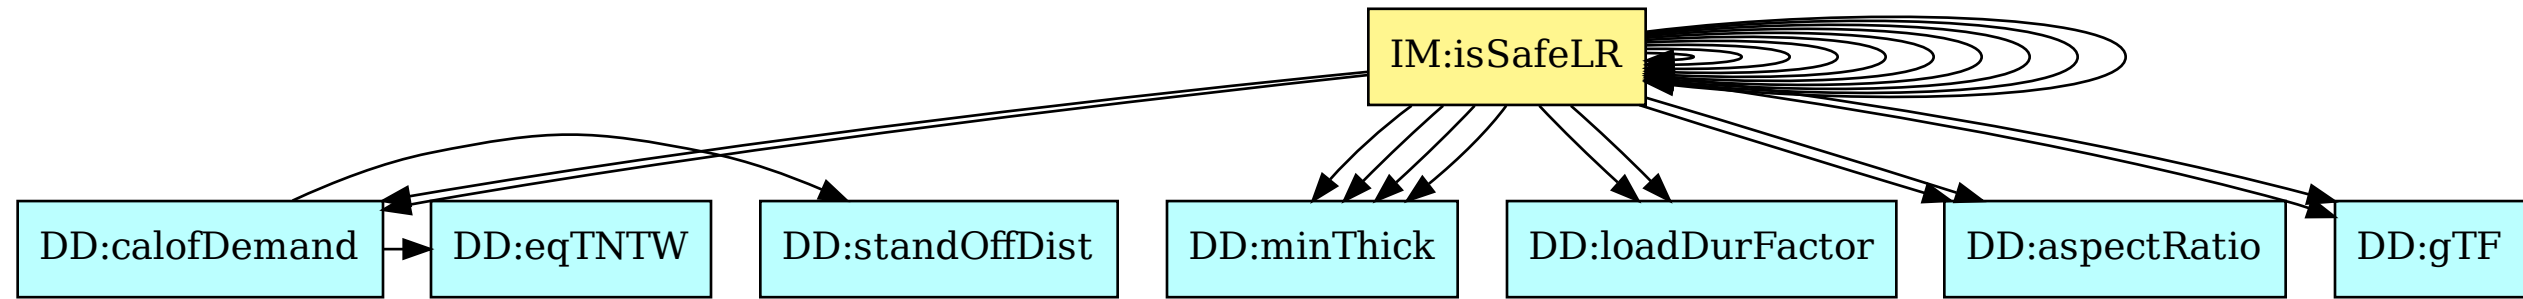 IM:isSafeLR
DD:calofDemand
DD:eqTNTW
DD:standOffDist
DD:minThick
DD:loadDurFactor
DD:aspectRatio
DD:gTF